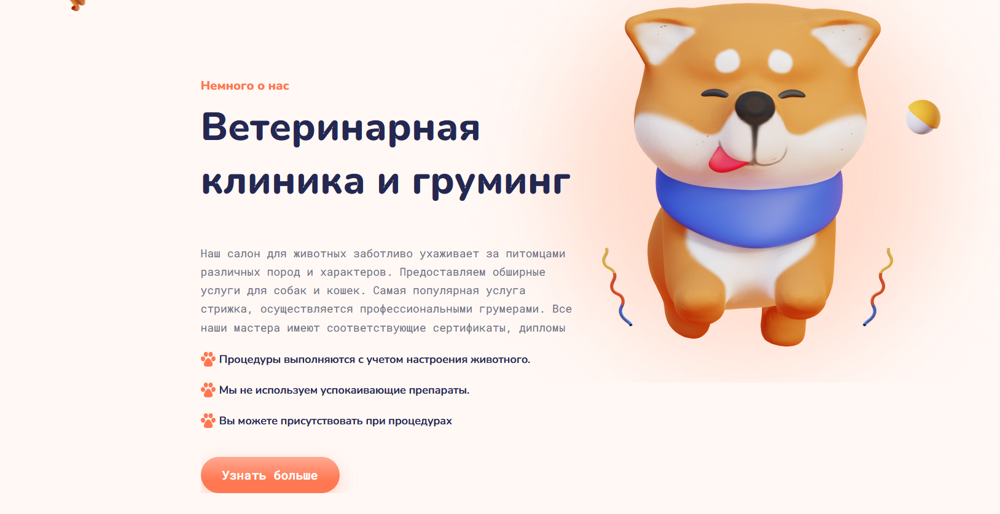 Немного о нас
Ветеринарная
клиника и груминг
Наш салон для животных заботливо ухаживает за питомцами
различных пород и характеров. Предоставляем обширные
услуги для собак и кошек. Самая популярная услуга
стрижка, осуществляется профессиональными грумерами. Все
наши мастера имеют соответствующие сертификаты, дипломы
Процедуры выполняются с учетом настроения животного.
Мы не используем успокаивающие препараты.
Вы можете присутствовать при процедурах
Узнать больше